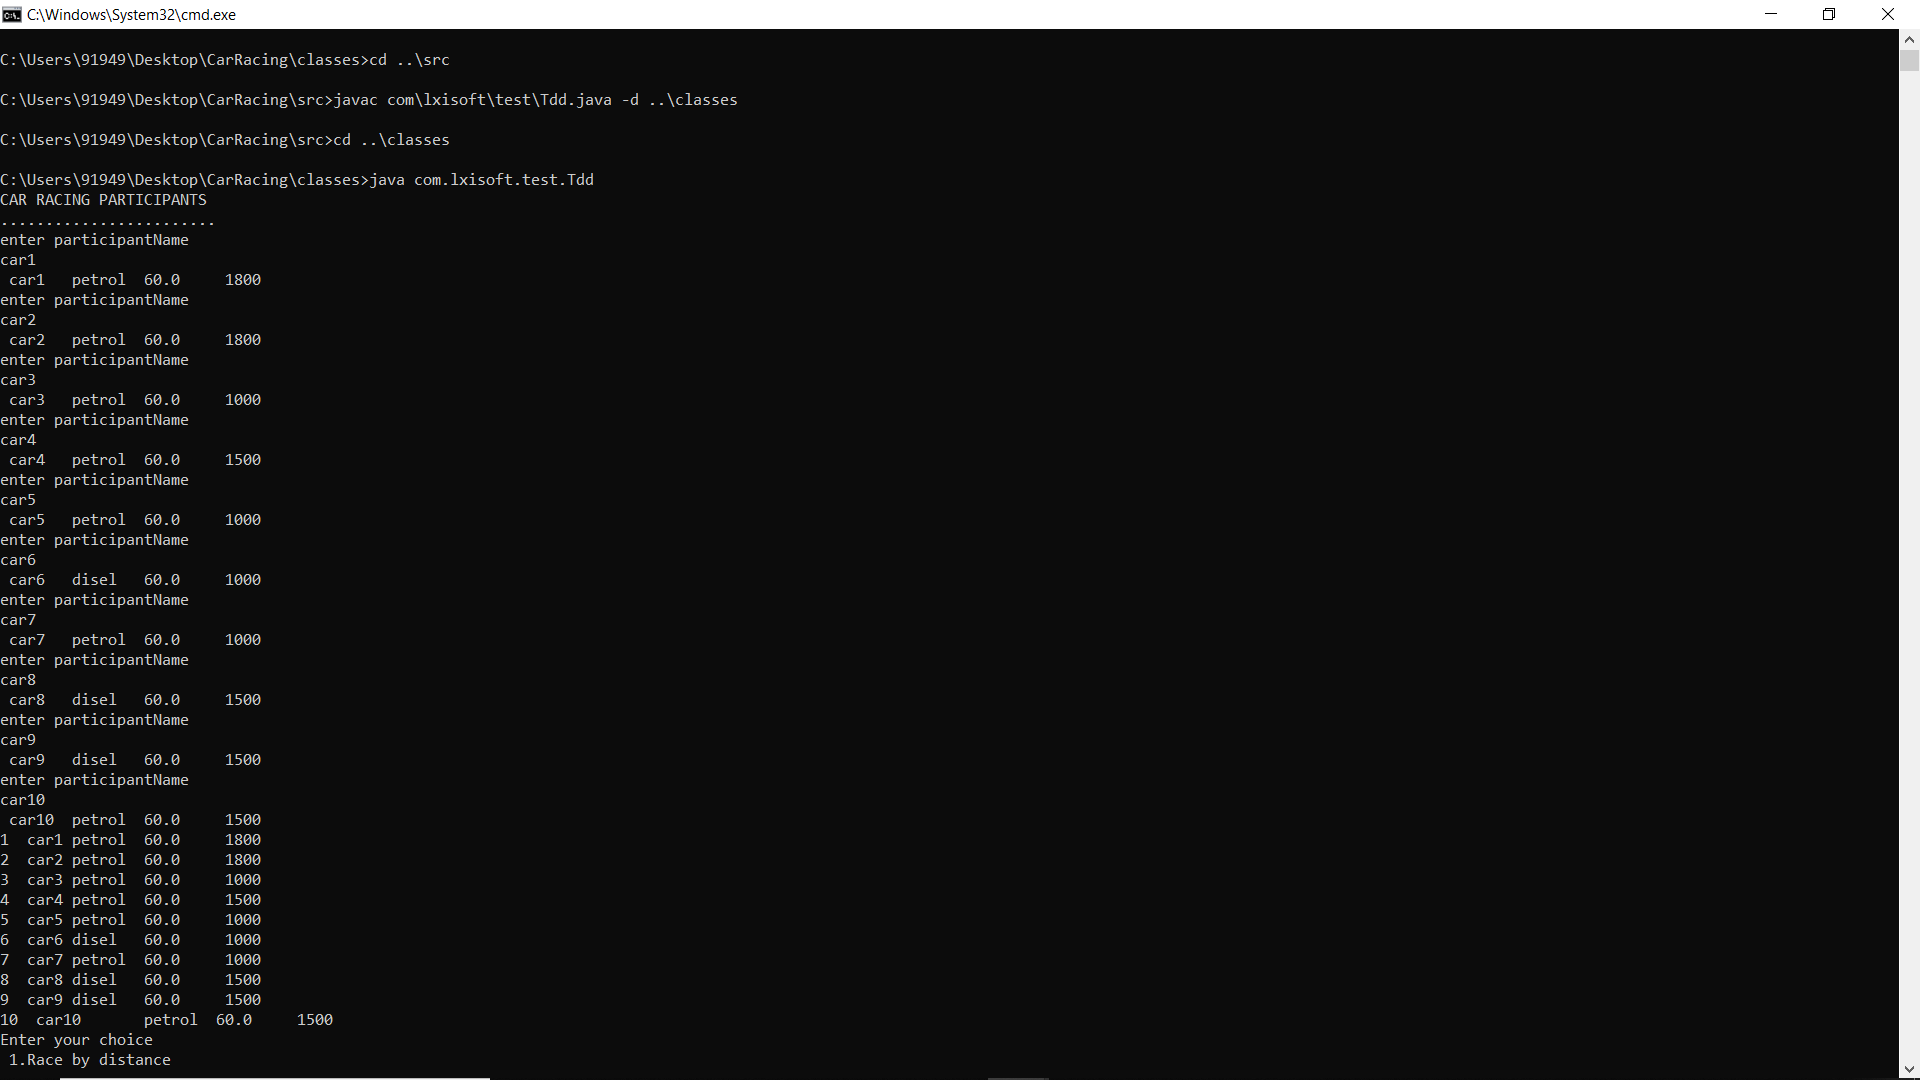 C:\Windows\System32\cmd.exe
C:\Users\91949\Desktop\CarRacing\classes>cd ..\src
C:\Users\91949\Desktop\CarRacing\src>javac com\lxisoft\test\Tdd.java -d ..\classes
C:\Users\91949\Desktop\CarRacing\src>cd ..\classes
C:\Users\91949\Desktop\CarRacing\classes>java com.lxisoft.test.Tdd
CAR RACING PARTICIPANTS
........................
enter participantName
car1
 car1   petrol  60.0     1800
enter participantName
car2
 car2   petrol  60.0     1800
enter participantName
car3
 car3   petrol  60.0     1000
enter participantName
car4
 car4   petrol  60.0     1500
enter participantName
car5
 car5   petrol  60.0     1000
enter participantName
car6
 car6   disel   60.0     1000
enter participantName
car7
 car7   petrol  60.0     1000
enter participantName
car8
 car8   disel   60.0     1500
enter participantName
car9
 car9   disel   60.0     1500
enter participantName
car10
 car10  petrol  60.0     1500
1  car1 petrol  60.0     1800
2  car2 petrol  60.0     1800
3  car3 petrol  60.0     1000
4  car4 petrol  60.0     1500
5  car5 petrol  60.0     1000
6  car6 disel   60.0     1000
7  car7 petrol  60.0     1000
8  car8 disel   60.0     1500
9  car9 disel   60.0     1500
10  car10       petrol  60.0     1500
Enter your choice
 1.Race by distance